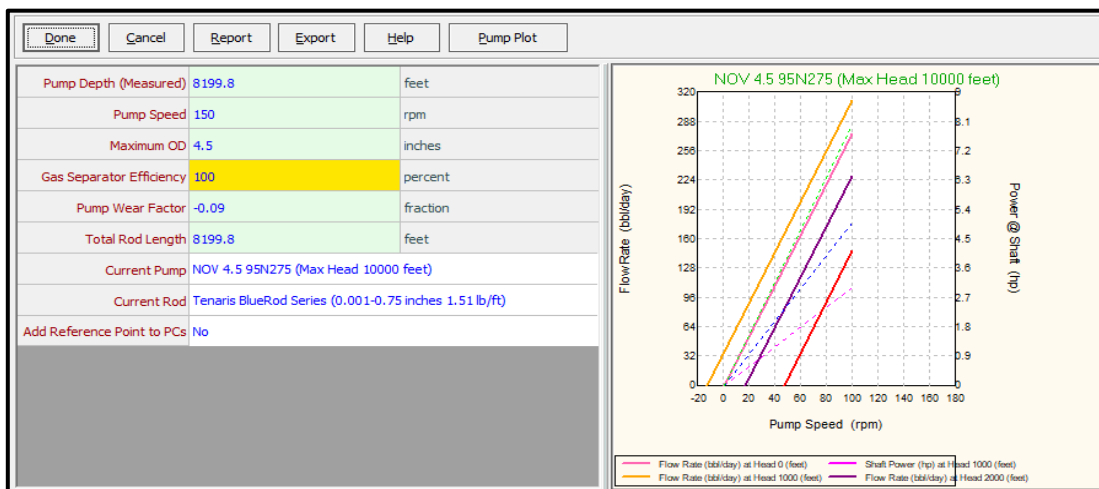 Done Cancel Report Export Help Pump Plot
Pump Depth (Measured) 8199.8 feet
Pump Speed 150 rpm
Maximum OD 4.5 inches
Gas Separator Efficiency 100 percent
Pump Wear Factor -0.09 fraction
Total Rod Length 8199.8 feet
Current Pump NOV 4.5 95N275 (Max Head 10000 feet)
Current Rod Tenaris BlueRod Series (0.001-0.75 inches 1.51 lb/ft)
Add Reference Point to PCs No
NOV 4.5 95N275 (Max Head 10000 feet)
320 9
288 8.1
256 7.2
224 6.3
192 5.4
160 4.5
128 3.6
96 2.7
64 1.8
32 0.9
0 0
-20 0 20 40 60 80 100 120 140 160 180
Flow Rate (bbl/day)
Power @ Shaft (hp)
Pump Speed (rpm)
Flow Rate (bbl/day) at Head 0 (feet) Shaft Power (hp) at Head 1000 (feet)
Flow Rate (bbl/day) at Head 1000 (feet) Flow Rate (bbl/day) at Head 2000 (feet)